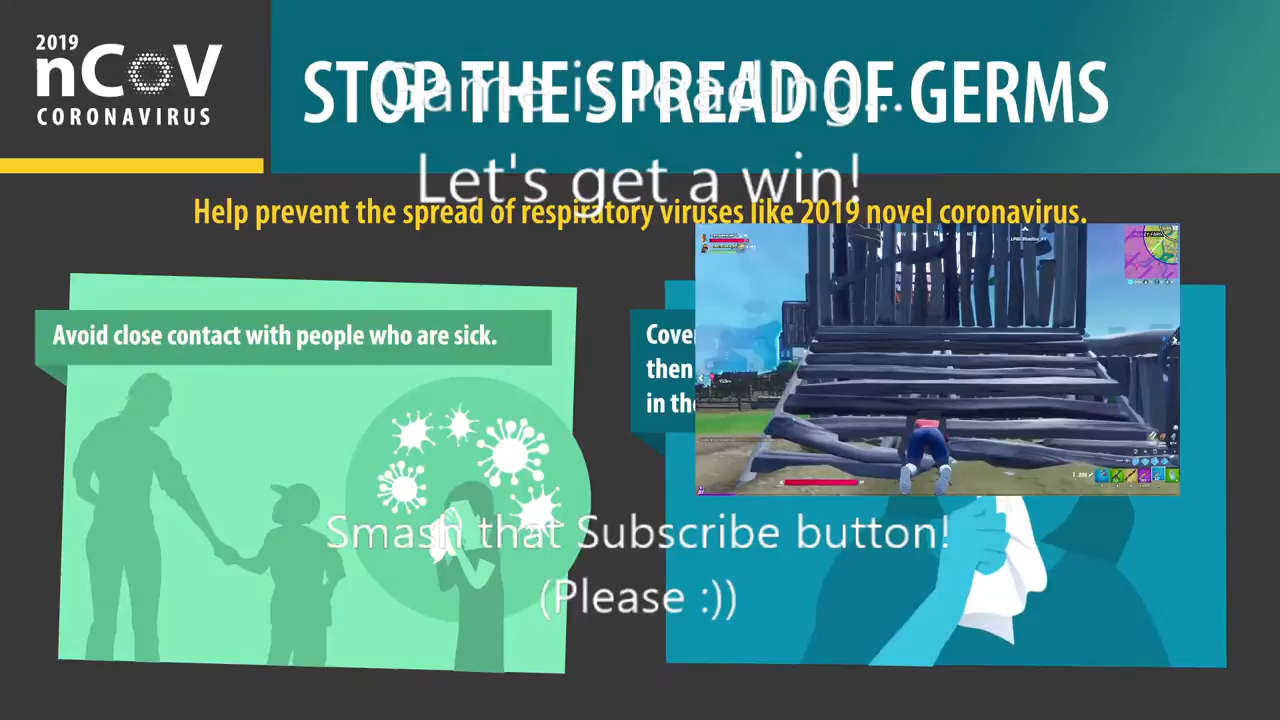 2019
nCoV
CORONAVIRUS
STOP THE SPREAD OF GERMS
Game is loading...
Let's get a win!
Help prevent the spread of respiratory viruses like 2019 novel coronavirus.
Avoid close contact with people who are sick.
Cover
then
in the
Smash that Subscribe button!
(Please :))